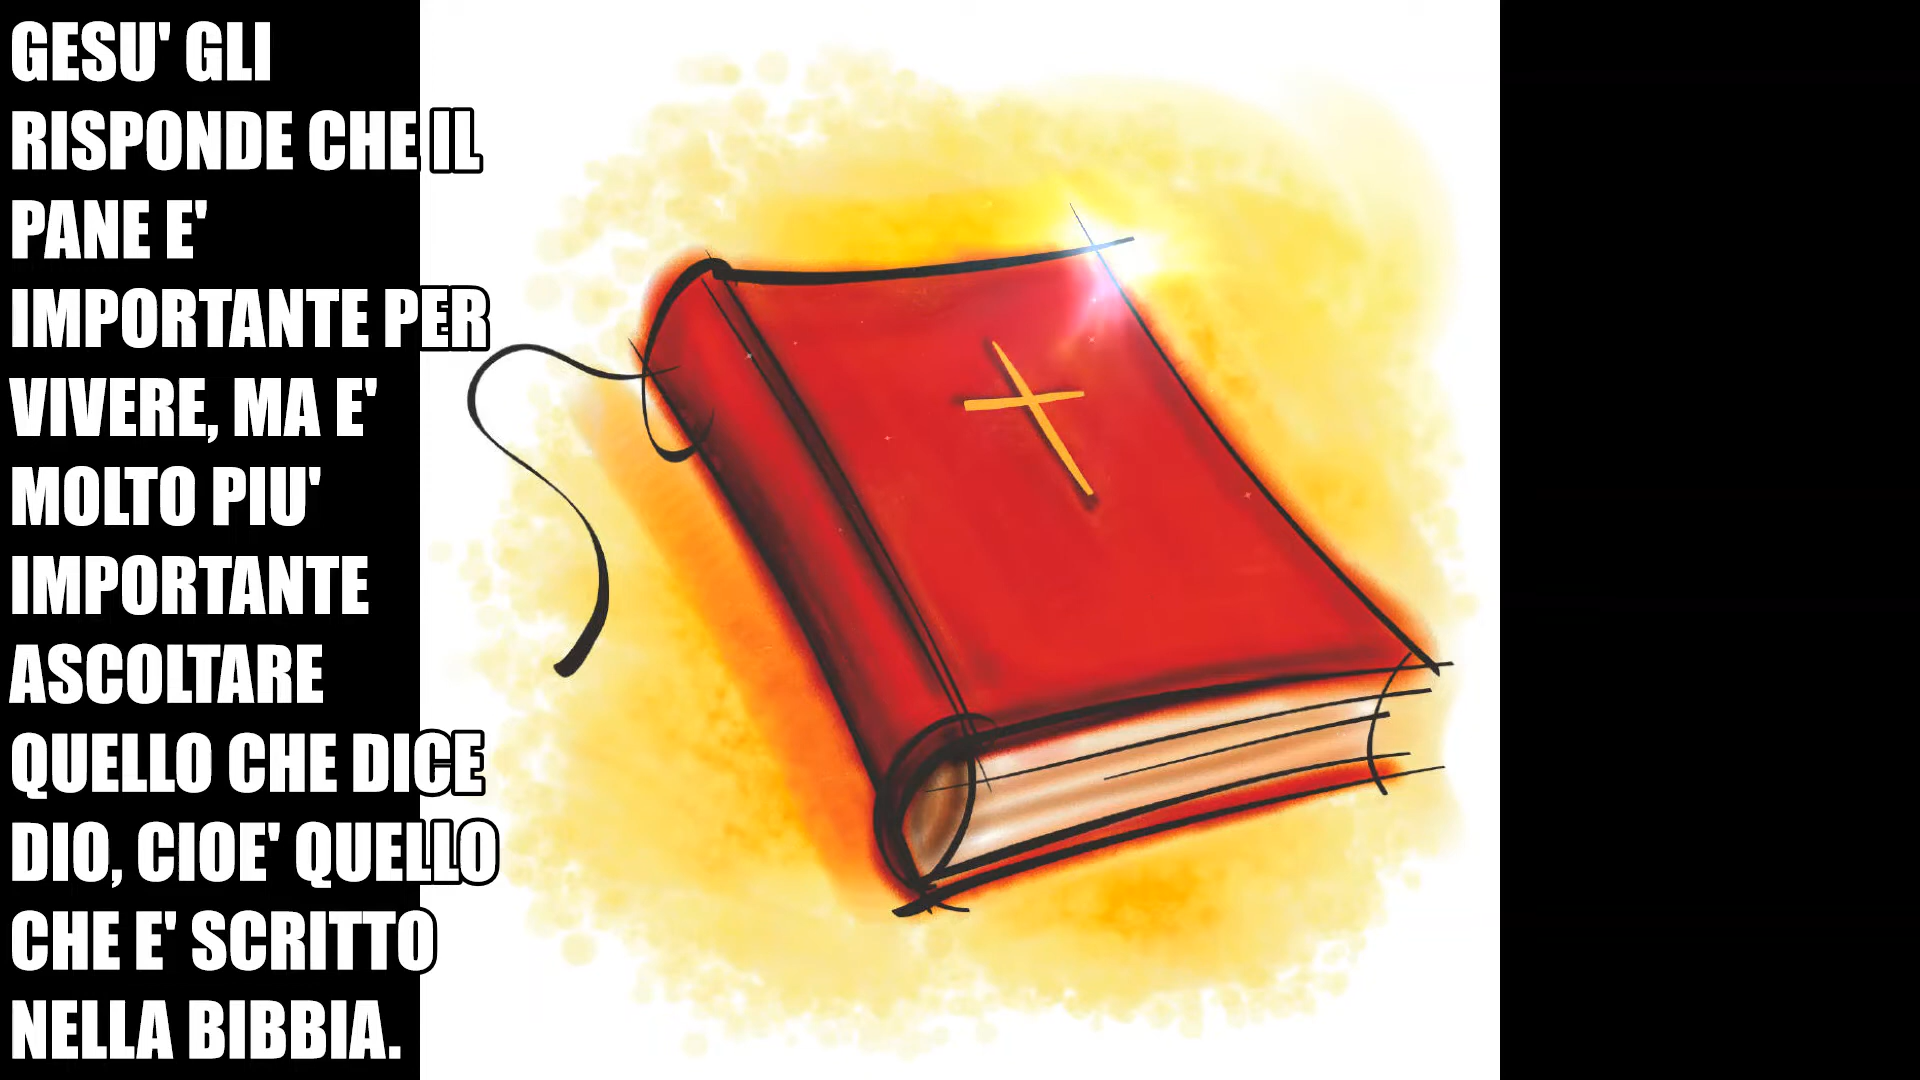 GESU' GLI
RISPONDE CHE IL
PANE E'
IMPORTANTE PER
VIVERE, MA E'
MOLTO PIU'
IMPORTANTE
ASCOLTARE
QUELLO CHE DICE
DIO, CIOE' QUELLO
CHE E' SCRITTO
NELLA BIBBIA.